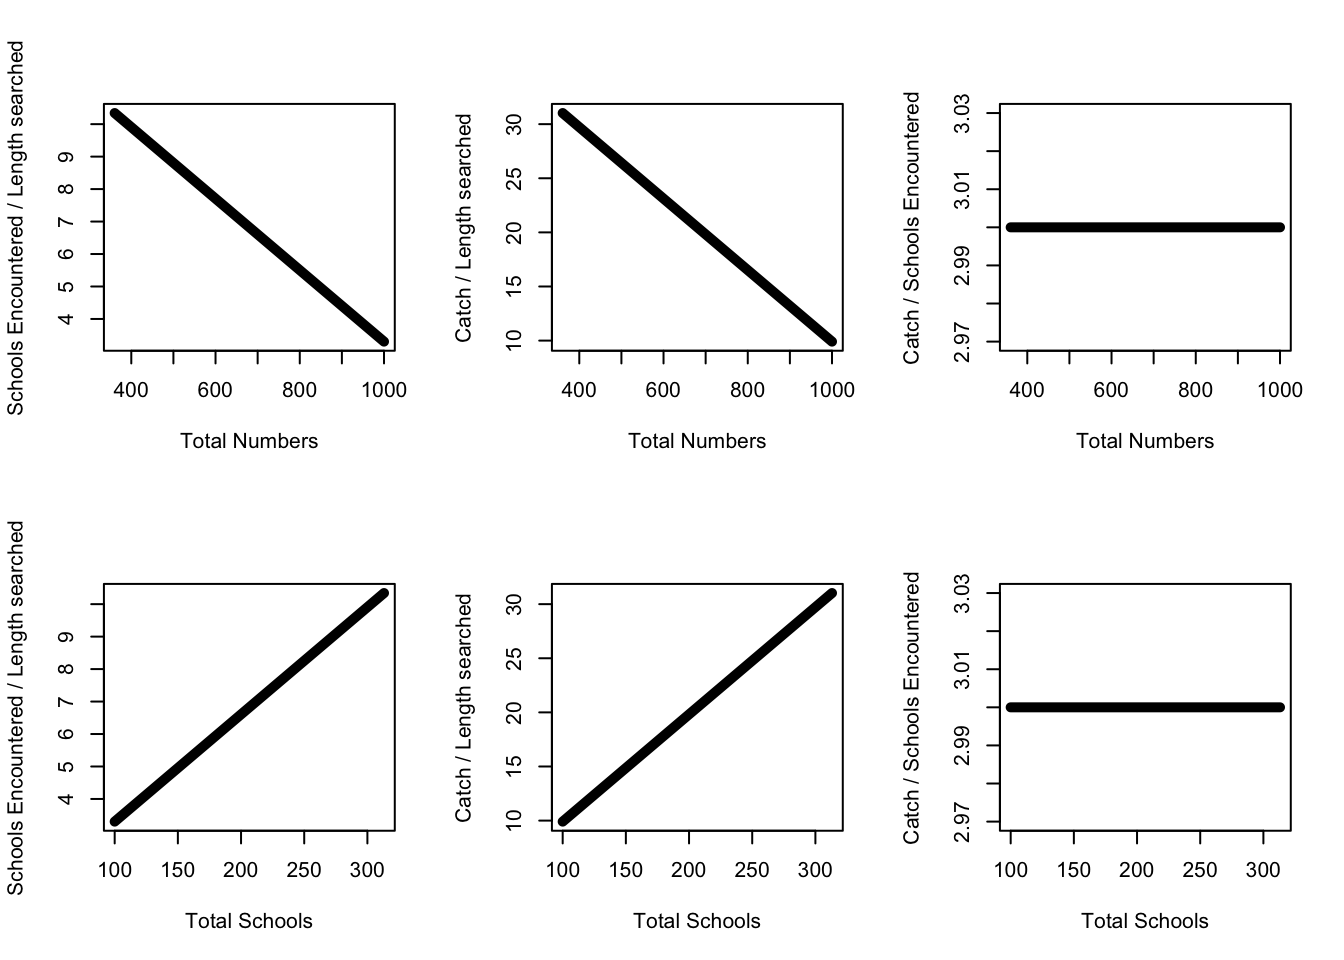 Schools Encountered / Length searched
9
8
7
6
5
4
400 600 800 1000
Total Numbers
Catch / Length searched
30
25
20
15
10
400 600 800 1000
Total Numbers
Catch / Schools Encountered
3.03
3.01
2.99
2.97
400 600 800 1000
Total Numbers
Schools Encountered / Length searched
9
8
7
6
5
4
100 150 200 250 300
Total Schools
Catch / Length searched
30
25
20
15
10
100 150 200 250 300
Total Schools
Catch / Schools Encountered
3.03
3.01
2.99
2.97
100 150 200 250 300
Total Schools